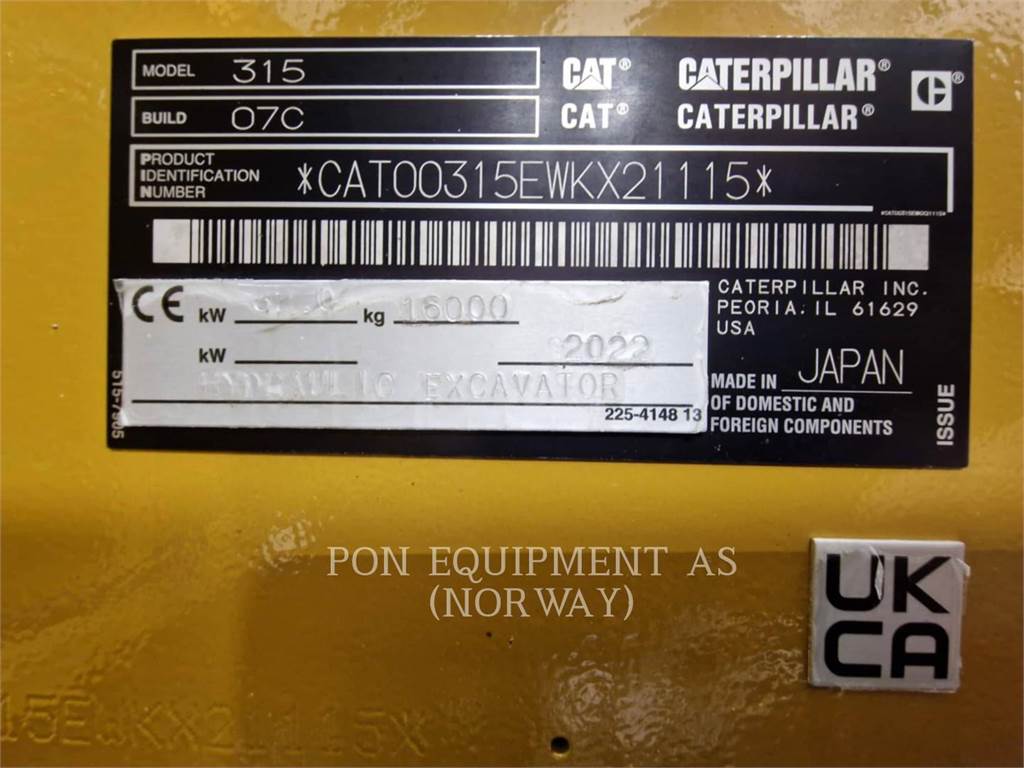 MODEL 315
BUILD 07C
CAT® CATERPILLAR®
CAT® CATERPILLAR®
PRODUCT
IDENTIFICATION
NUMBER
*CAT00315EWKX21115*
CATERPILLAR INC.
PEORIA, IL 61629
USA
CE kW kg 16000
kW 2022
HYDRAULIC EXCAVATOR
225-4148 13
MADE IN JAPAN
OF DOMESTIC AND
FOREIGN COMPONENTS
ISSUE
PON EQUIPMENT AS
(NORWAY)
UK
CA
15EWKX21115*